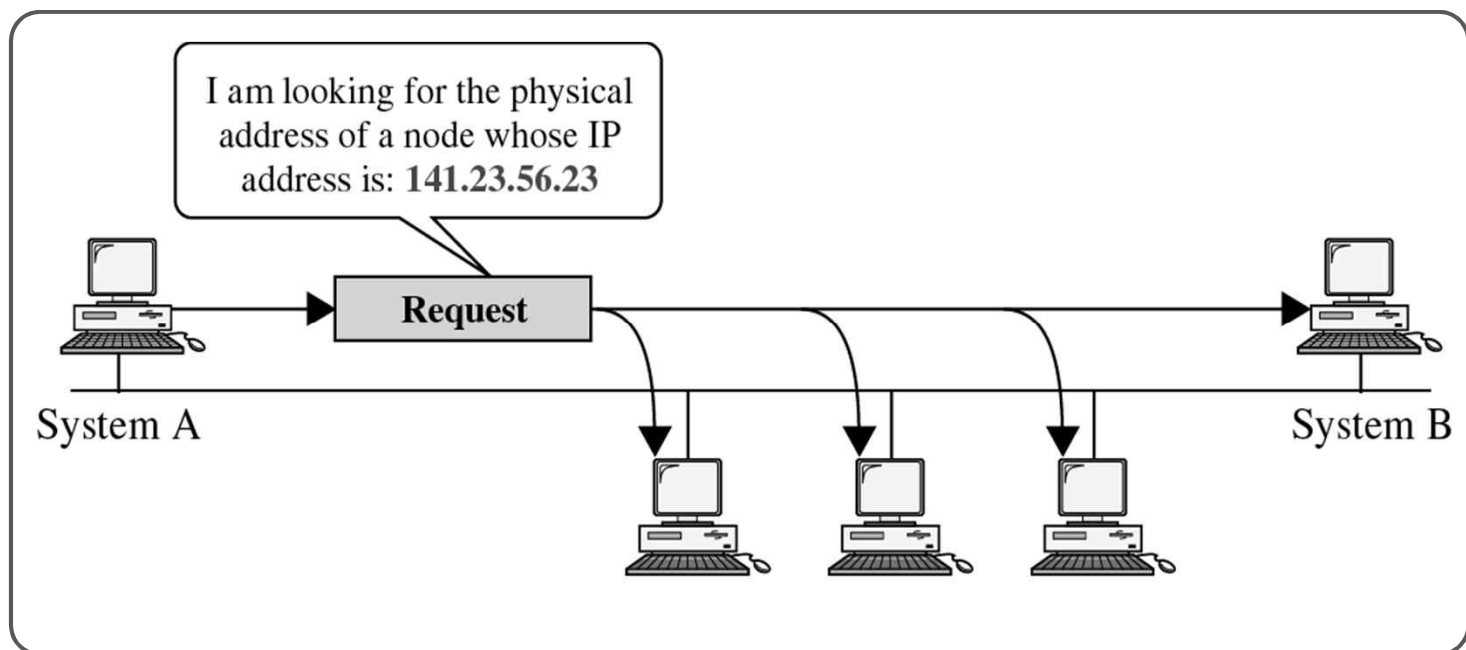 I am looking for the physical
address of a node whose IP
address is: 141.23.56.23
Request
System A
System B